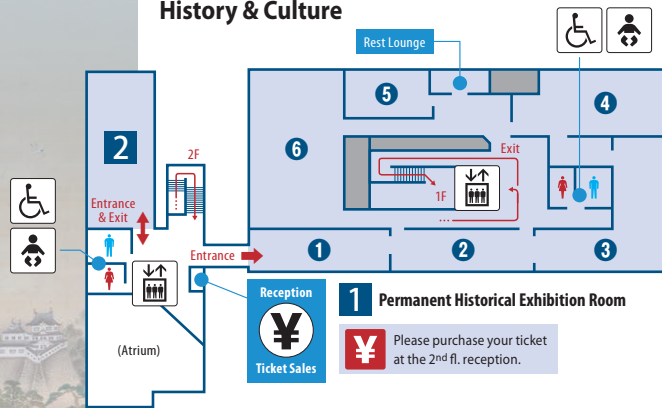 History & Culture
Rest Lounge
5
4
2
6
2F
Exit
1F
Entrance
& Exit
Entrance
1
2
3
Reception
¥
Ticket Sales
1 Permanent Historical Exhibition Room
¥
Please purchase your ticket
at the 2nd fl. reception.
(Atrium)